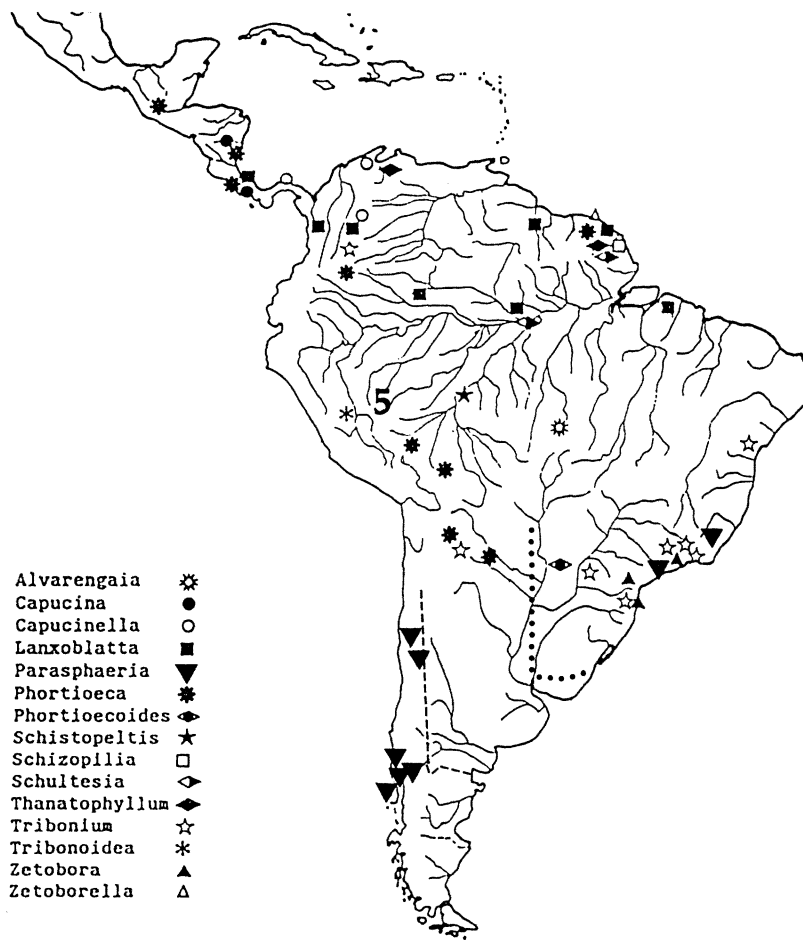 5
Alvarengaia
Capucina
Capucinella
Lanxoblatta
Parasphaeria
Phortioeca
Phortioecoides
Schistopeltis
Schizopilia
Schultesia
Thanatophyllum
Tribonium
Tribonoidea
Zetobora
Zetoborella